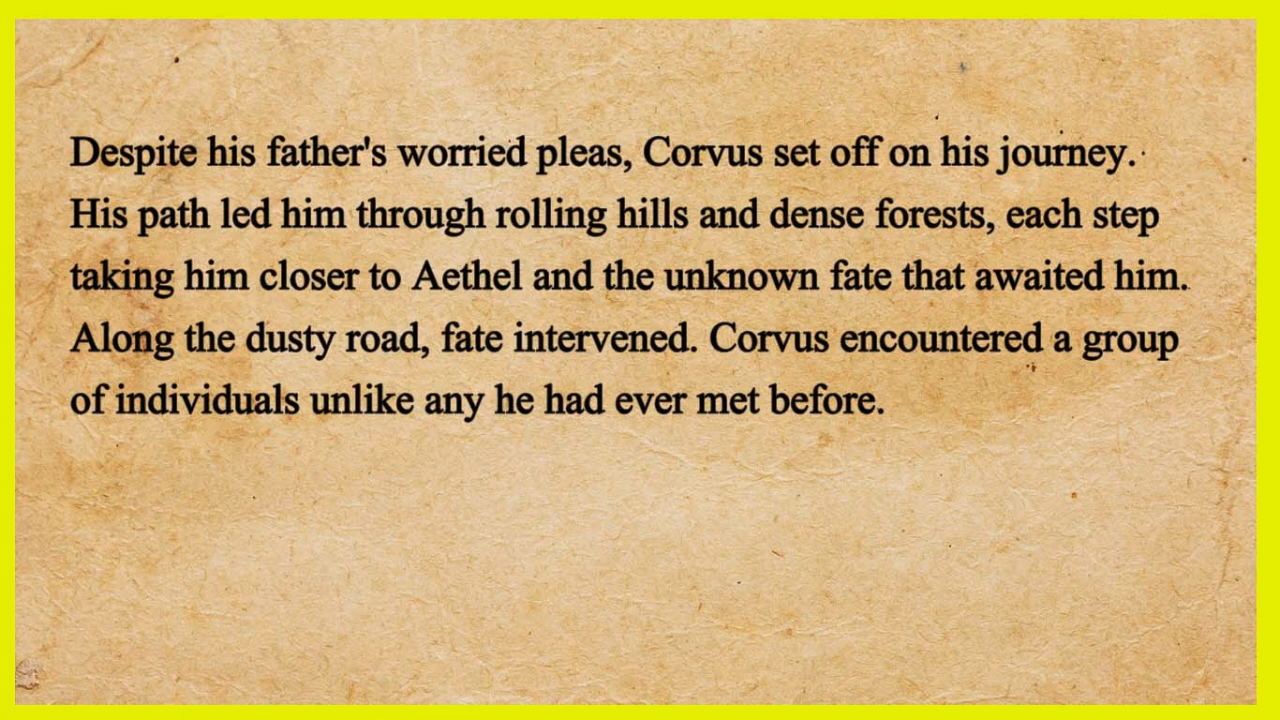 Despite his father's worried pleas, Corvus set off on his journey.
His path led him through rolling hills and dense forests, each step
taking him closer to Aethel and the unknown fate that awaited him.
Along the dusty road, fate intervened. Corvus encountered a group
of individuals unlike any he had ever met before.